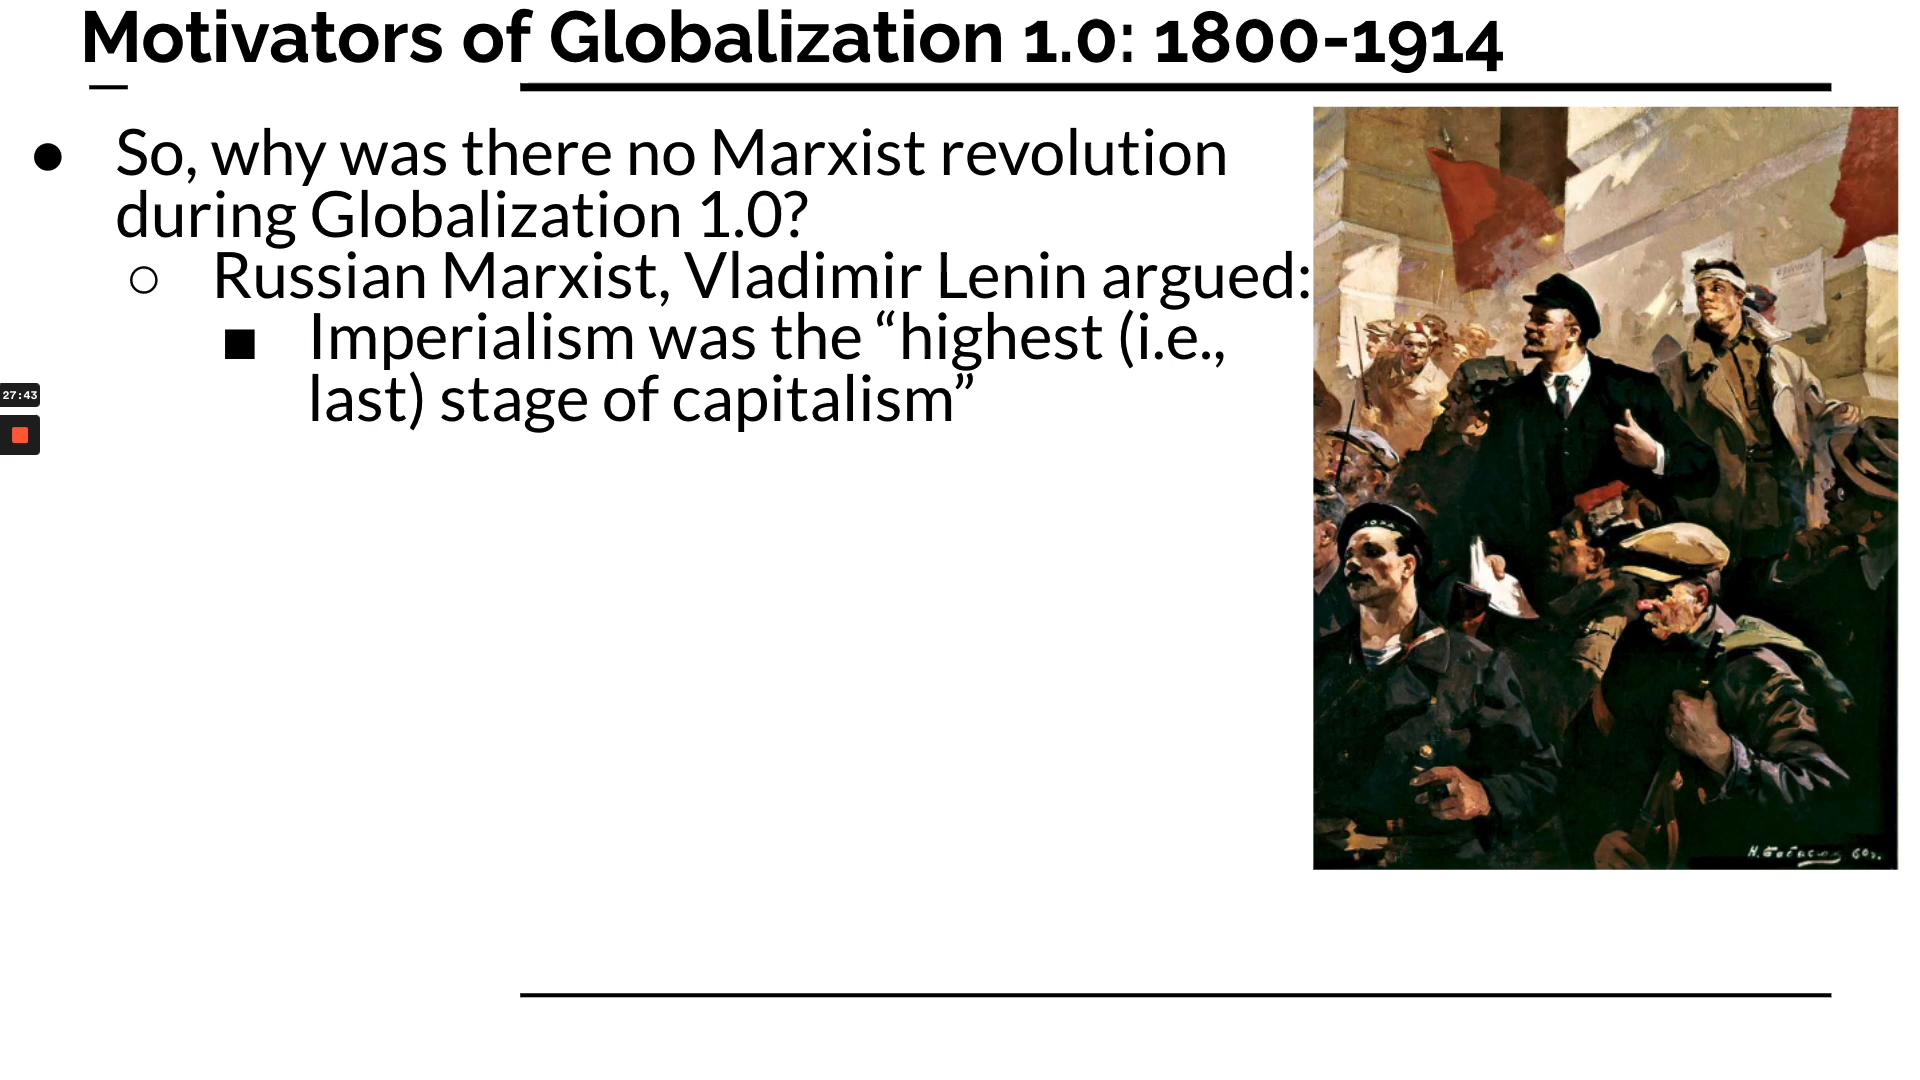 Motivators of Globalization 1.0: 1800-1914
● So, why was there no Marxist revolution
during Globalization 1.0?
○ Russian Marxist, Vladimir Lenin argued:
■ Imperialism was the “highest (i.e.,
last) stage of capitalism”
27:43